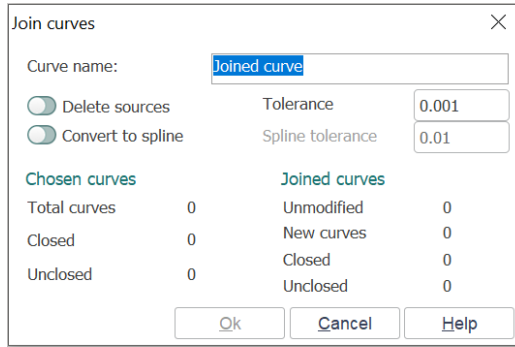 Join curves
Curve name: Joined curve
Delete sources Tolerance 0.001
Convert to spline Spline tolerance 0.01
Chosen curves Joined curves
Total curves 0 Unmodified 0
New curves 0
Closed 0
Closed 0
Unclosed 0
Unclosed 0
Ok Cancel Help